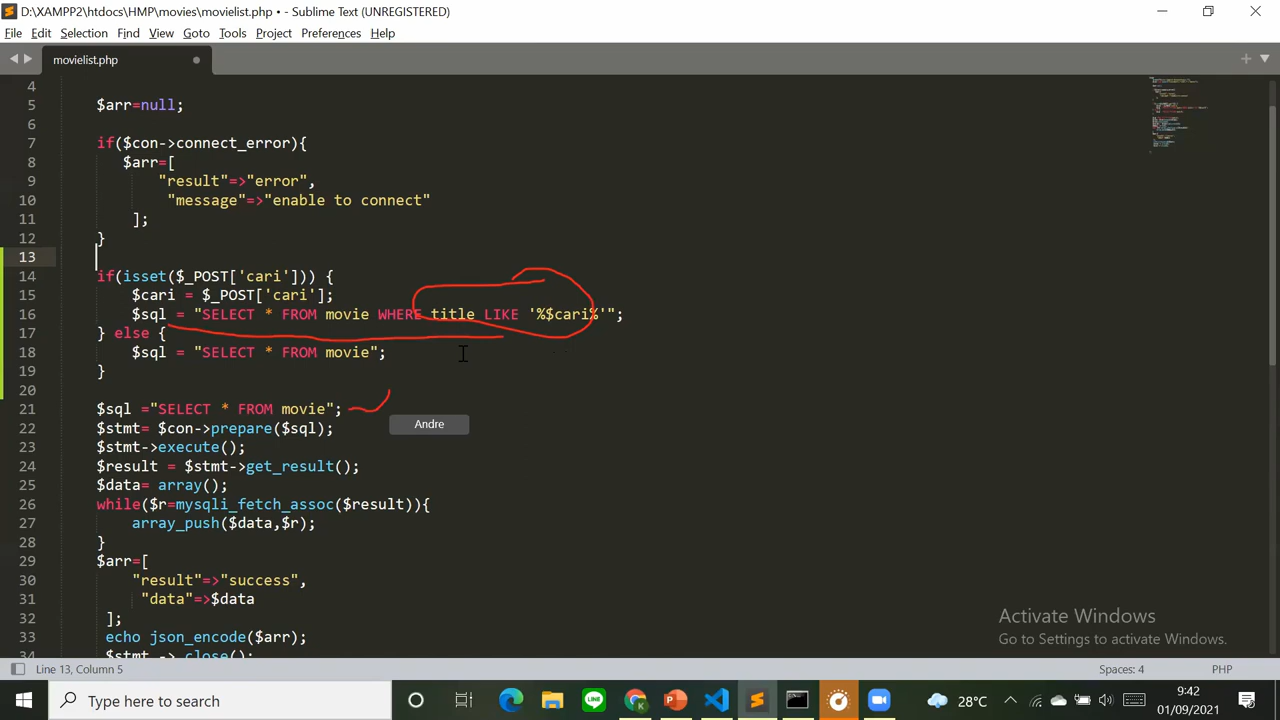 D:\XAMPP2\htdocs\HMP\movies\movielist.php • - Sublime Text (UNREGISTERED)
File Edit Selection Find View Goto Tools Project Preferences Help
movielist.php
4
5 $arr=null;
6
7 if($con->connect_error){
8 $arr=[
9 "result"=>"error",
10 "message"=>"enable to connect"
11 ];
12 }
13
14 if(isset($_POST['cari'])) {
15 $cari = $_POST['cari'];
16 $sql = "SELECT * FROM movie WHERE title LIKE '%$cari%'";
17 } else {
18 $sql = "SELECT * FROM movie";
19 }
20
21 $sql ="SELECT * FROM movie";
Andre
22 $stmt= $con->prepare($sql);
23 $stmt->execute();
24 $result = $stmt->get_result();
25 $data= array();
26 while($r=mysqli_fetch_assoc($result)){
27 array_push($data,$r);
28 }
29 $arr=[
30 "result"=>"success",
31 "data"=>$data
32 ];
33 echo json_encode($arr);
34 $stmt -> close();
Activate Windows
Go to Settings to activate Windows.
Line 13, Column 5 Spaces: 4 PHP
Type here to search 28°C 9:42
01/09/2021